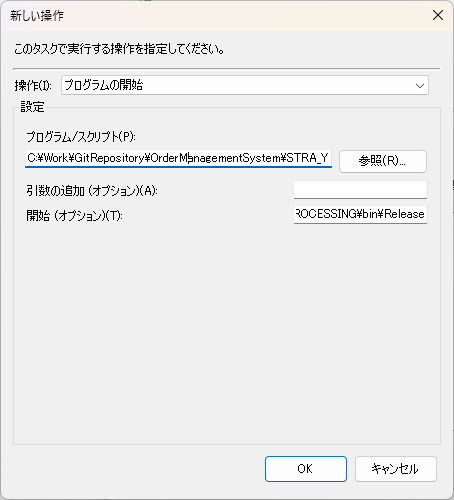 新しい操作
このタスクで実行する操作を指定してください。
操作(I): プログラムの開始
設定
プログラム/スクリプト(P):
C:¥Work¥GitRepository¥OrderManagementSystem¥STRA_Y 参照(R)...
引数の追加 (オプション)(A):
開始 (オプション)(T): ROCESSING¥bin¥Release
OK キャンセル